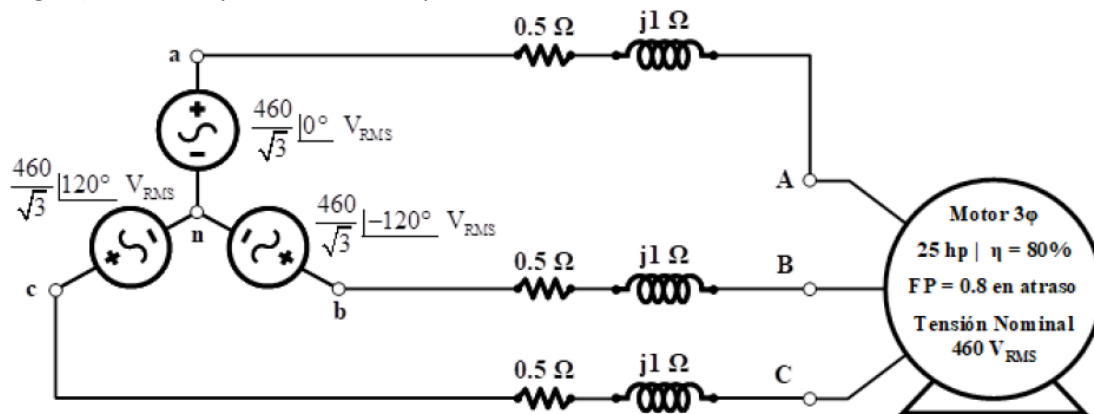 0.5 Ω
j1 Ω
a
460/√3 |0° V_RMS
460/√3 |120° V_RMS
A
n
460/√3 |−120° V_RMS
Motor 3φ
25 hp | η = 80%
FP = 0.8 en atraso
Tensión Nominal
460 V_RMS
0.5 Ω
j1 Ω
B
c
b
0.5 Ω
j1 Ω
C